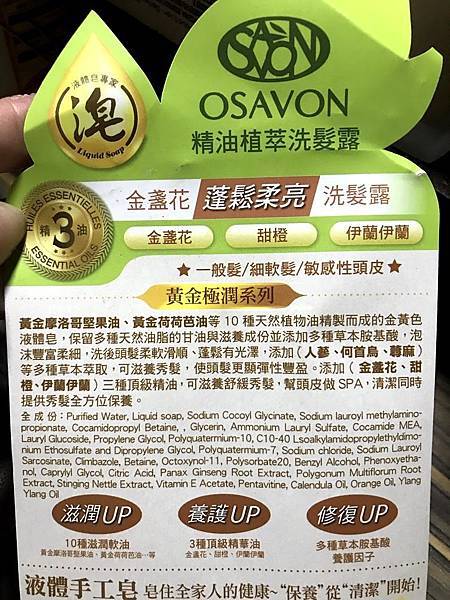 液體皂專家
皂
Liquid Soap
SAVON
OSAVON
精油植萃洗髮露
HUILES ESSENTIELLES
精3油
ESSENTIAL OILS
金盞花 蓬鬆柔亮 洗髮露
金盞花 甜橙 伊蘭伊蘭
★ 一般髮/細軟髮/敏感性頭皮 ★
黃金極潤系列
黃金摩洛哥堅果油、黃金荷荷芭油等 10 種天然植物油精製而成的金黃色
液體皂，保留多種天然油脂的甘油與滋養成份並添加多種草本胺基酸，泡
沫豐富柔細，洗後頭髮柔軟滑順、蓬鬆有光澤，添加（人參、何首烏、蕁麻）
等多種草本萃取，可滋養秀髮，使頭髮更顯彈性豐盈。添加（金盞花、甜
橙、伊蘭伊蘭）三種頂級精油，可滋養舒緩秀髮，幫頭皮做 SPA，清潔同時
提供秀髮全方位保養。
全 成 份：Purified Water, Liquid soap, Sodium Cocoyl Glycinate, Sodium lauroyl methylamino-
propionate, Cocamidopropyl Betaine, , Glycerin, Ammonium Lauryl Sulfate, Cocamide MEA,
Lauryl Glucoside, Propylene Glycol, Polyquaternium-10, C10-40 Lsoalkylamidopropylethyldimo-
nium Ethosulfate and Dipropylene Glycol, Polyquaternium-7, Sodium chloride, Sodium Lauroyl
Sarcosinate, Climbazole, Betaine, Octoxynol-11, Polysorbate20, Benzyl Alcohol, Phenoxyetha-
nol, Caprylyl Glycol, Citric Acid, Panax Ginseng Root Extract, Polygonum Multiflorum Root
Extract, Stinging Nettle Extract, Vitamin E Acetate, Pentavitine, Calendula Oil, Orange Oil, Ylang
Ylang Oil
滋潤UP 養護UP 修復UP
10種滋潤軟油 3種頂級精華油 多種草本胺基酸
黃金摩洛哥堅果油、黃金荷荷芭油…等 金盞花、甜橙、伊蘭伊蘭 養護因子
液體手工皂 皂住全家人的健康~“保養”從“清潔”開始!